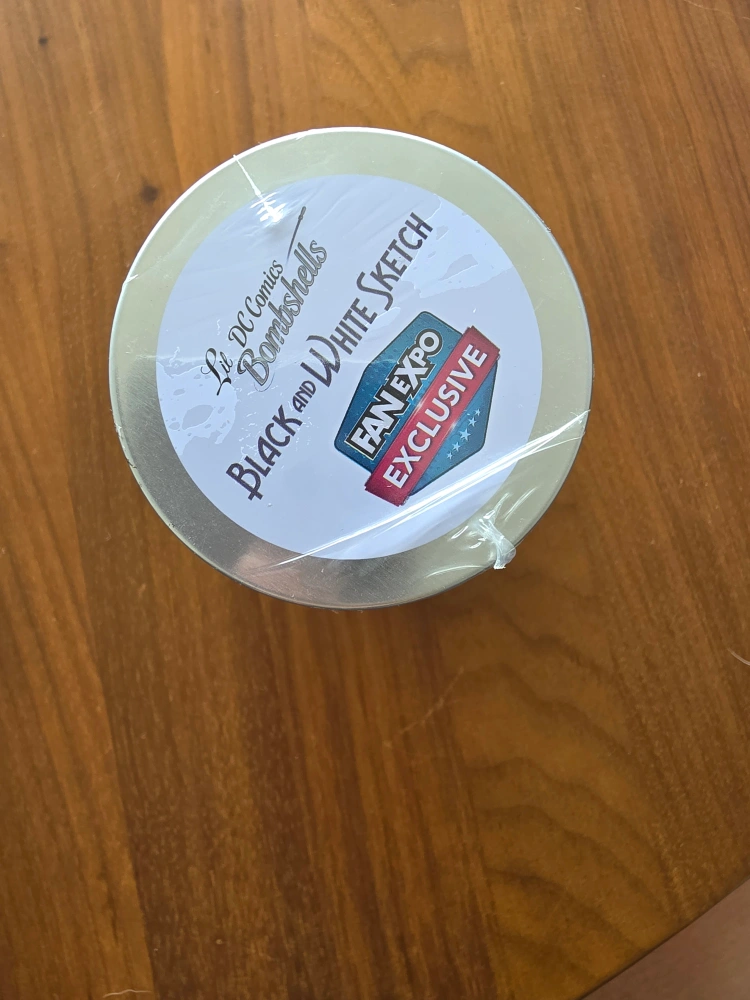 Lil DC Comics
Bombshells
BLACK AND WHITE SKETCH
FAN EXPO
EXCLUSIVE